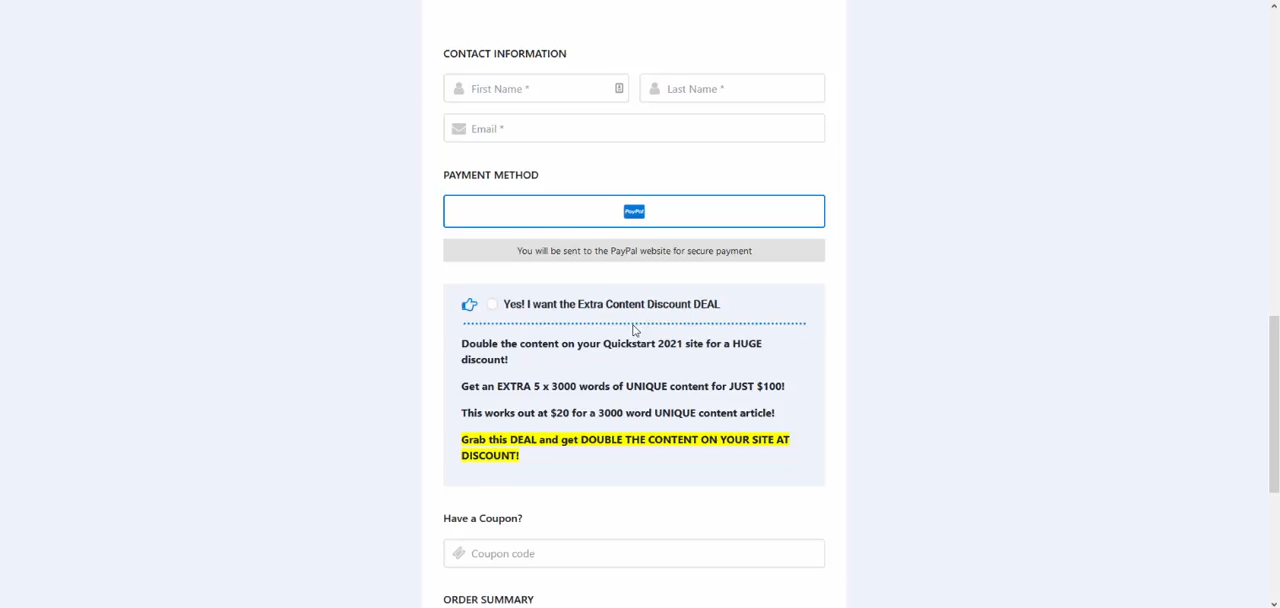 CONTACT INFORMATION
First Name *
Last Name *
Email *
PAYMENT METHOD
PayPal
You will be sent to the PayPal website for secure payment
Yes! I want the Extra Content Discount DEAL
Double the content on your Quickstart 2021 site for a HUGE
discount!
Get an EXTRA 5 x 3000 words of UNIQUE content for JUST $100!
This works out at $20 for a 3000 word UNIQUE content article!
Grab this DEAL and get DOUBLE THE CONTENT ON YOUR SITE AT
DISCOUNT!
Have a Coupon?
Coupon code
ORDER SUMMARY